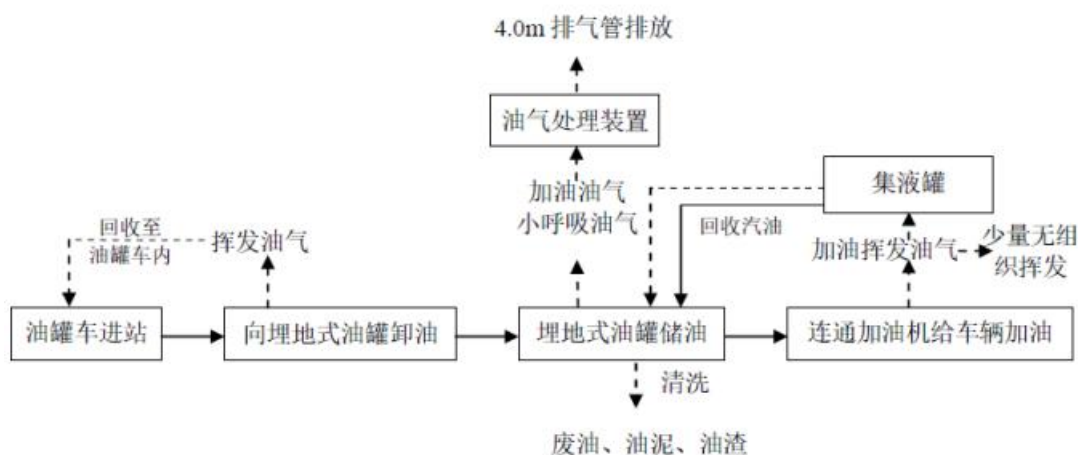 4.0m 排气管排放
油气处理装置
加油油气
小呼吸油气
集液罐
回收汽油
回收至
油罐车内
挥发油气
加油挥发油气
少量无组
织挥发
油罐车进站
向埋地式油罐卸油
埋地式油罐储油
连通加油机给车辆加油
清洗
废油、油泥、油渣